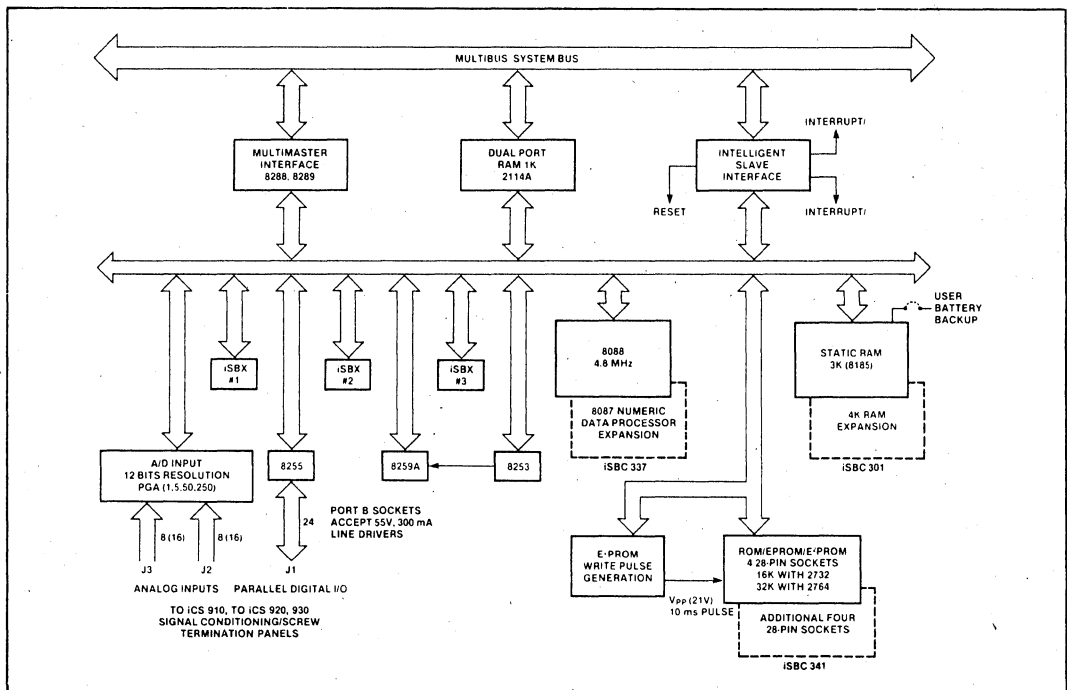 MULTIBUS SYSTEM BUS
MULTIMASTER
INTERFACE
8288, 8289
DUAL PORT
RAM 1K
2114A
INTELLIGENT
SLAVE
INTERFACE
INTERRUPT/
RESET
INTERRUPT/
iSBX
#1
iSBX
#2
iSBX
#3
8088
4.8 MHz
8087 NUMERIC
DATA PROCESSOR
EXPANSION
iSBC 337
USER
BATTERY
BACKUP
STATIC RAM
3K (8185)
4K RAM
EXPANSION
iSBC 301
A/D INPUT
12 BITS RESOLUTION
PGA (1.5.50.250)
8255
8259A
8253
8 (16)
8 (16)
24
PORT B SOCKETS
ACCEPT 55V, 300 mA
LINE DRIVERS
J3
J2
J1
ANALOG INPUTS
PARALLEL DIGITAL I/O
TO iCS 910, TO iCS 920, 930
SIGNAL CONDITIONING/SCREW
TERMINATION PANELS
E²PROM
WRITE PULSE
GENERATION
VPP (21V)
10 ms PULSE
ROM/EPROM/E²PROM
4 28-PIN SOCKETS
16K WITH 2732
32K WITH 2764
ADDITIONAL FOUR
28-PIN SOCKETS
iSBC 341